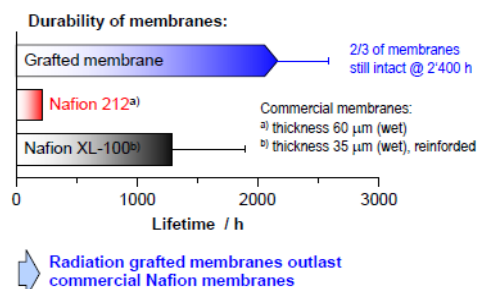 Durability of membranes:
Grafted membrane
2/3 of membranes
still intact @ 2'400 h
Nafion 212a)
Commercial membranes:
a) thickness 60 μm (wet)
b) thickness 35 μm (wet), reinforded
Nafion XL-100b)
0 1000 2000 3000
Lifetime / h
Radiation grafted membranes outlast
commercial Nafion membranes